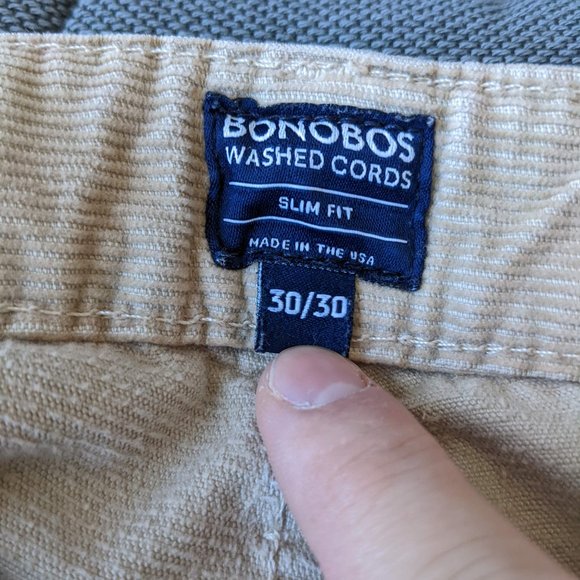 BONOBOS
WASHED CORDS
SLIM FIT
MADE IN THE USA
30/30